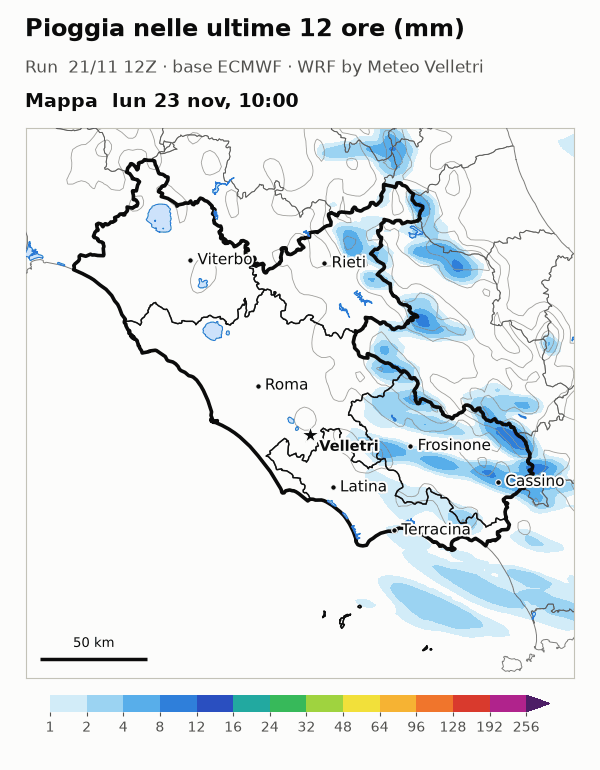 Pioggia nelle ultime 12 ore (mm)
Run  21/11 12Z · base ECMWF · WRF by Meteo Velletri
Mappa  lun 23 nov, 10:00
Viterbo
Rieti
Roma
Velletri
Frosinone
Cassino
Latina
Terracina
50 km
1 2 4 8 12 16 24 32 48 64 96 128 192 256